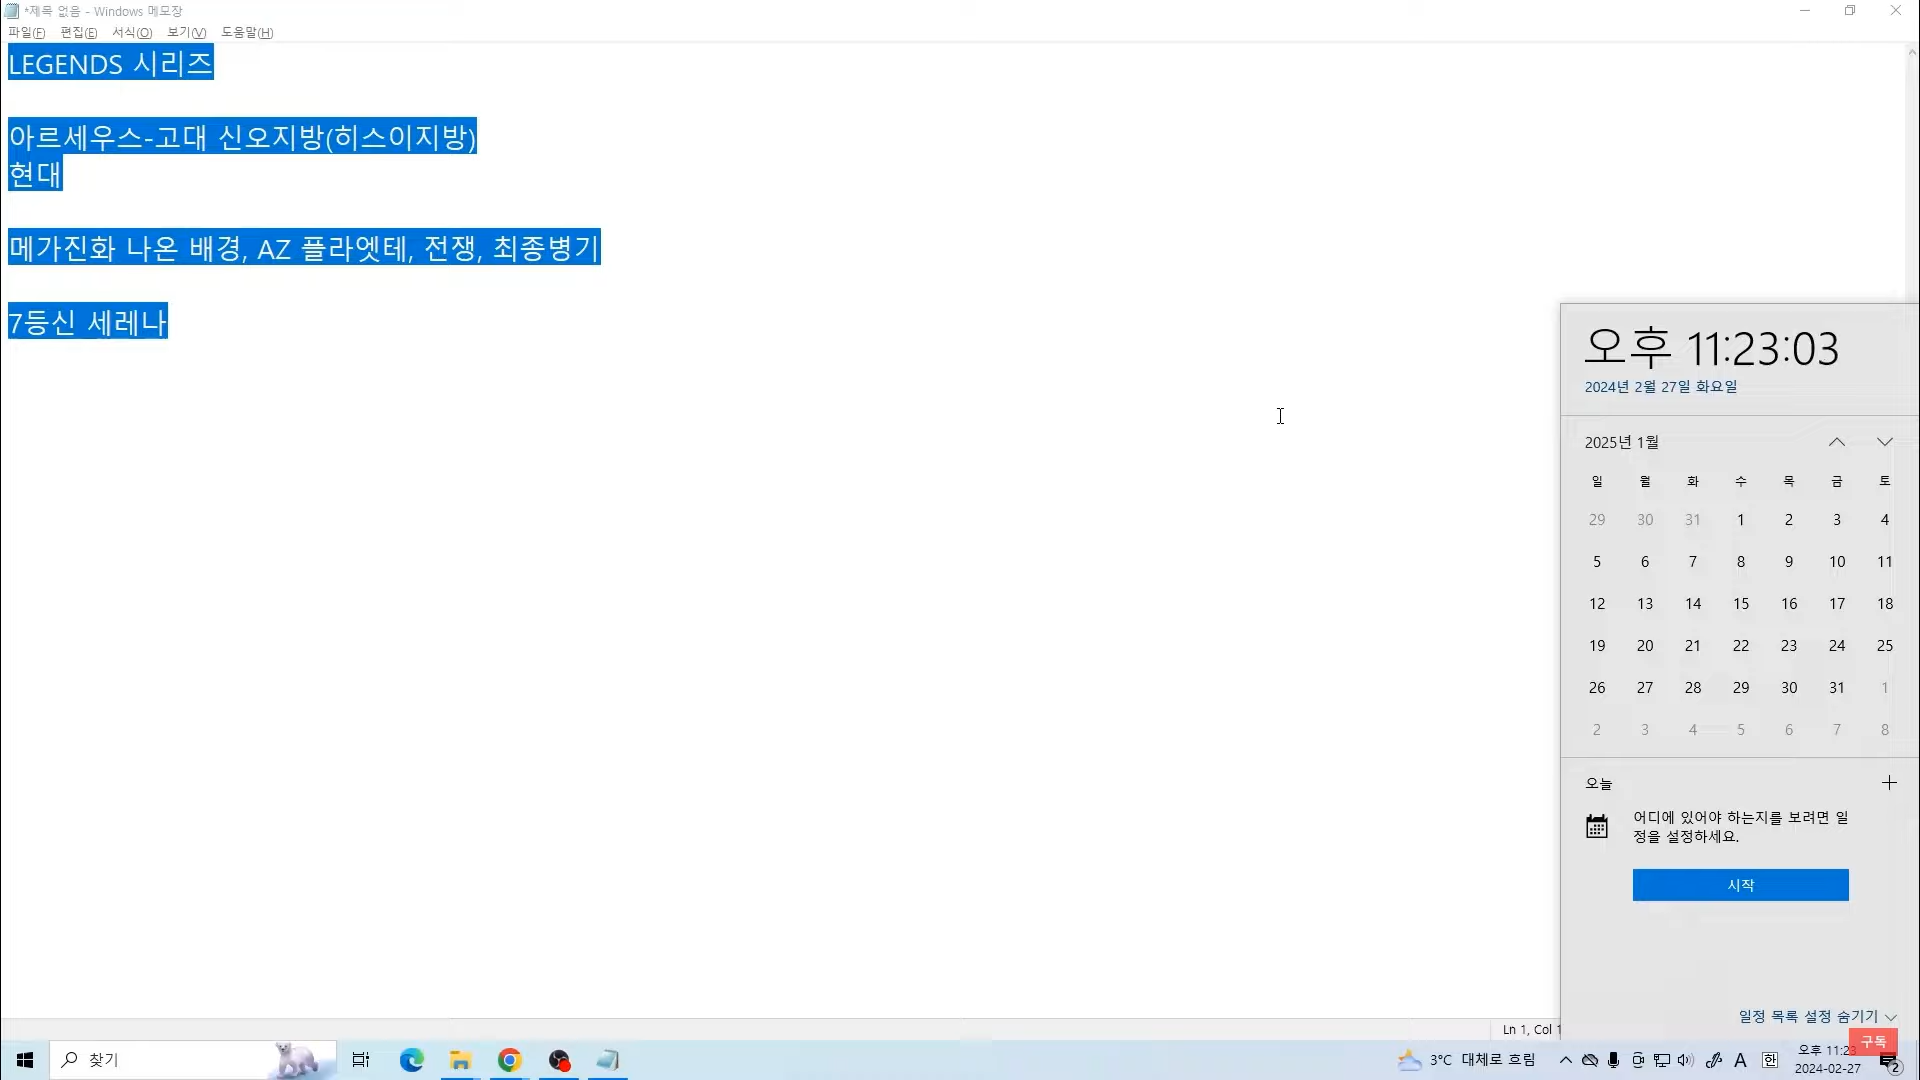 *제목 없음 - Windows 메모장
파일(F) 편집(E) 서식(O) 보기(V) 도움말(H)
LEGENDS 시리즈
아르세우스-고대 신오지방(히스이지방)
현대
메가진화 나온 배경, AZ 플라엣테, 전쟁, 최종병기
7등신 세레나
오후 11:23:03
2024년 2월 27일 화요일
2025년 1월
일 월 화 수 목 금 토
29 30 31 1 2 3 4
5 6 7 8 9 10 11
12 13 14 15 16 17 18
19 20 21 22 23 24 25
26 27 28 29 30 31 1
2 3 4 5 6 7 8
오늘
어디에 있어야 하는지를 보려면 일
정을 설정하세요.
시작
일정 목록 설정 숨기기
Ln 1, Col 1
구독
찾기
3°C 대체로 흐림
A 한
오후 11:23
2024-02-27
2